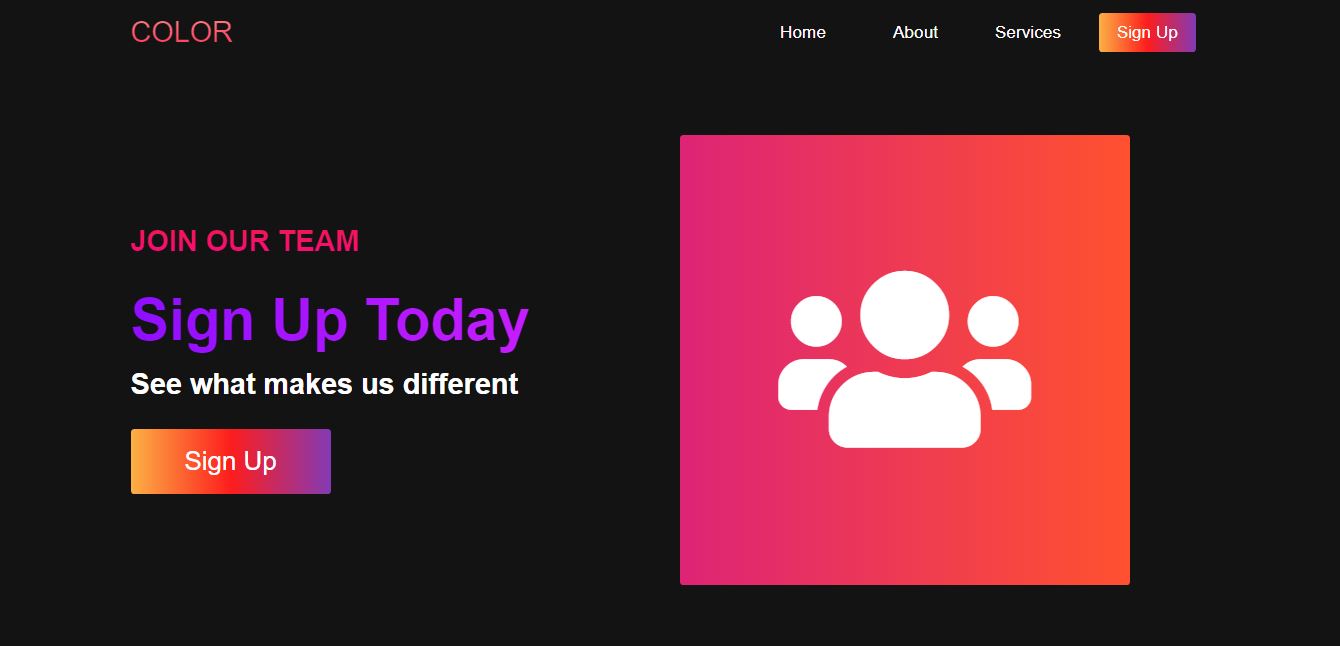 COLOR
Home
About
Services
Sign Up
JOIN OUR TEAM
Sign Up Today
See what makes us different
Sign Up